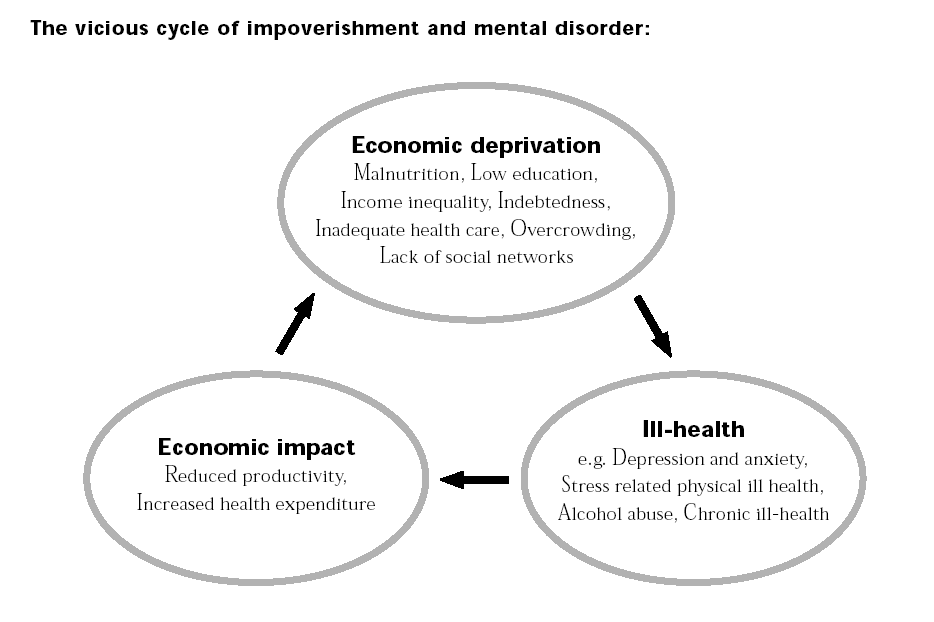 The vicious cycle of impoverishment and mental disorder:
Economic deprivation
Malnutrition, Low education,
Income inequality, Indebtedness,
Inadequate health care, Overcrowding,
Lack of social networks
Ill-health
e.g. Depression and anxiety,
Stress related physical ill health,
Alcohol abuse, Chronic ill-health
Economic impact
Reduced productivity,
Increased health expenditure